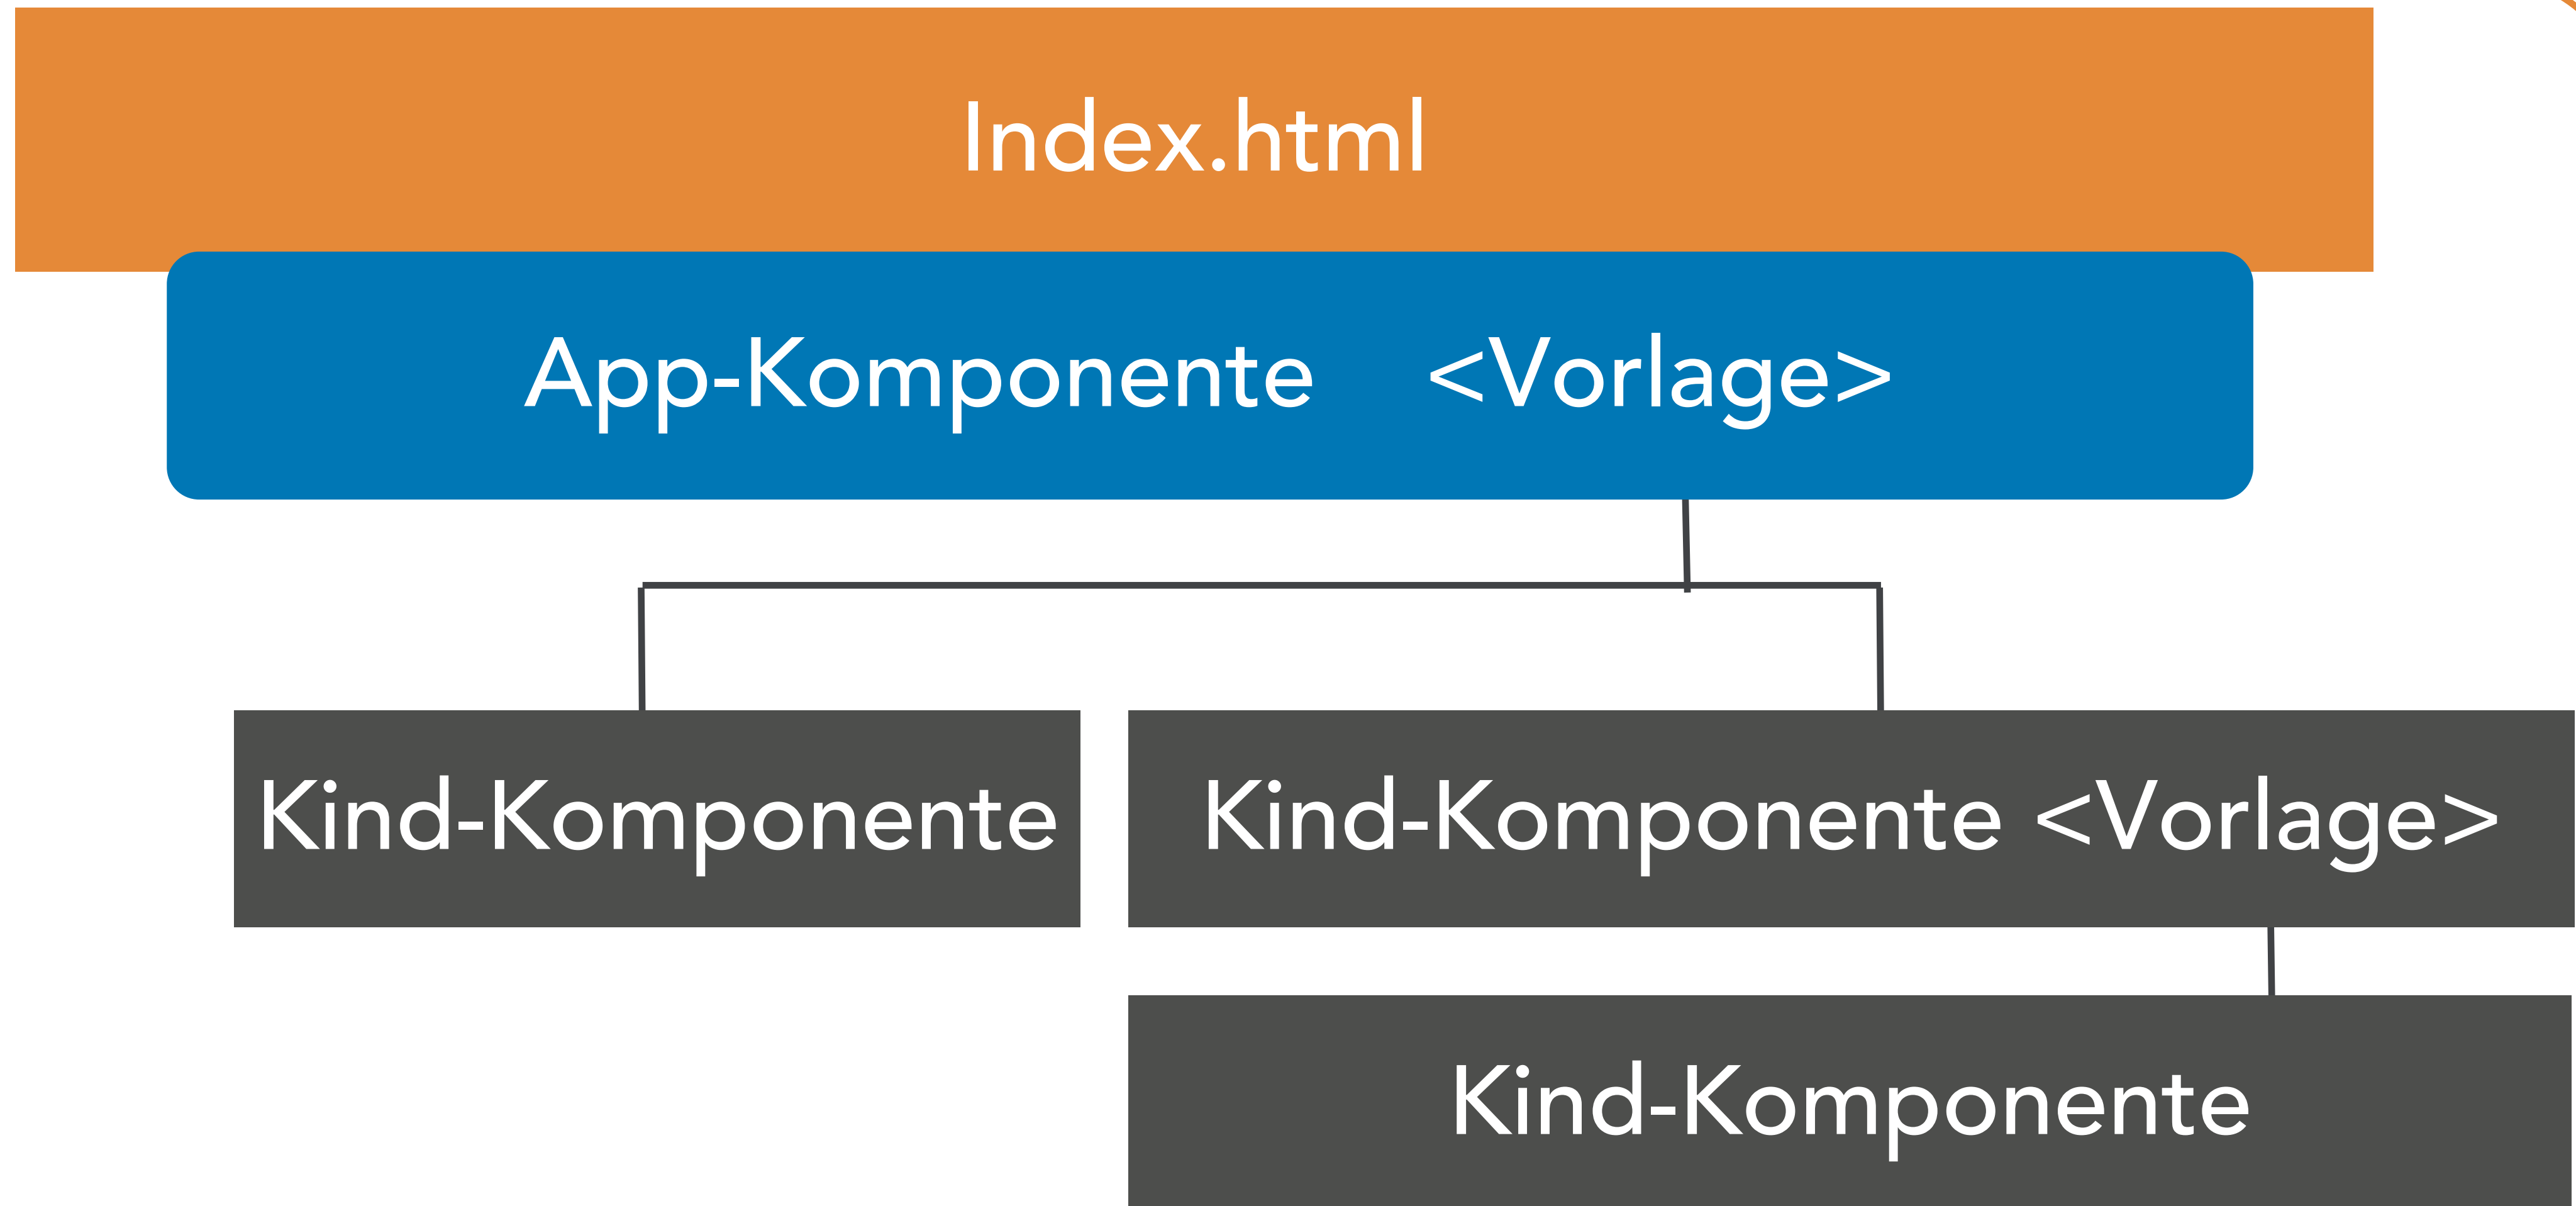 Index.html
App-Komponente <Vorlage>
Kind-Komponente
Kind-Komponente <Vorlage>
Kind-Komponente